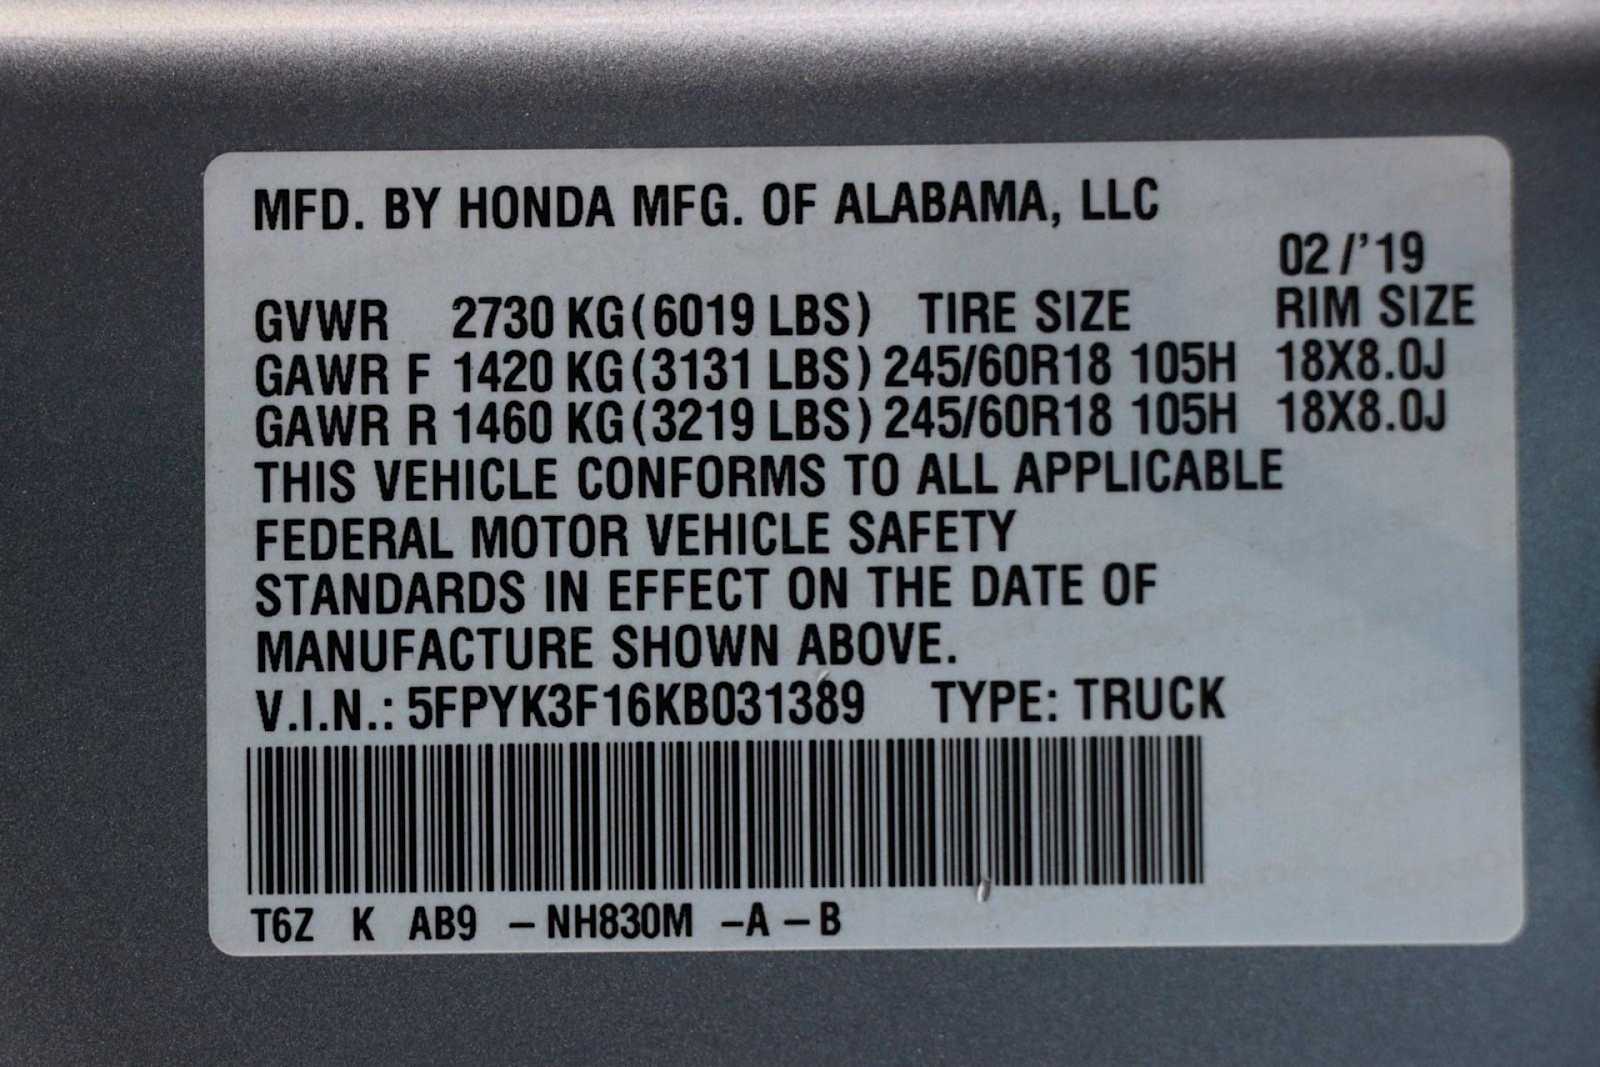 MFD. BY HONDA MFG. OF ALABAMA, LLC
02/'19
GVWR 2730 KG(6019 LBS) TIRE SIZE RIM SIZE
GAWR F 1420 KG(3131 LBS) 245/60R18 105H 18X8.0J
GAWR R 1460 KG(3219 LBS) 245/60R18 105H 18X8.0J
THIS VEHICLE CONFORMS TO ALL APPLICABLE
FEDERAL MOTOR VEHICLE SAFETY
STANDARDS IN EFFECT ON THE DATE OF
MANUFACTURE SHOWN ABOVE.
V.I.N.: 5FPYK3F16KB031389 TYPE: TRUCK
T6Z K AB9 -NH830M -A-B